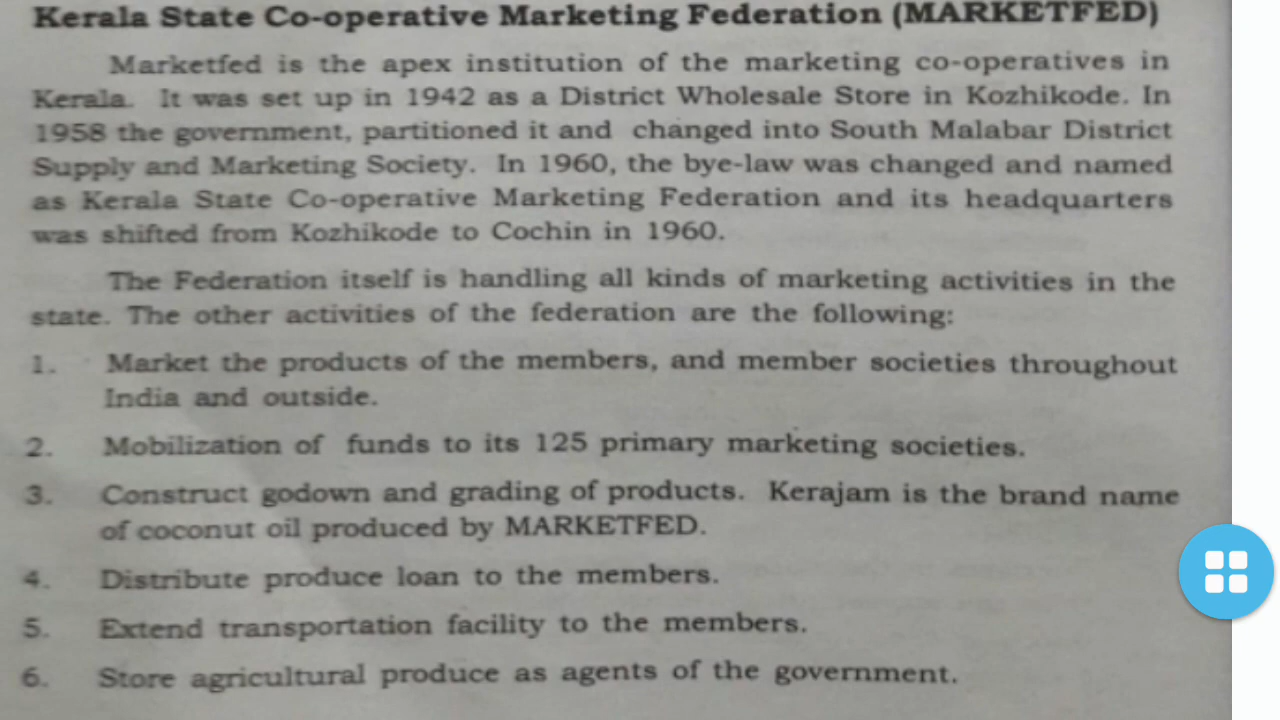 Kerala State Co-operative Marketing Federation (MARKETFED)
Marketfed is the apex institution of the marketing co-operatives in
Kerala. It was set up in 1942 as a District Wholesale Store in Kozhikode. In
1958 the government, partitioned it and changed into South Malabar District
Supply and Marketing Society. In 1960, the bye-law was changed and named
as Kerala State Co-operative Marketing Federation and its headquarters
was shifted from Kozhikode to Cochin in 1960.
The Federation itself is handling all kinds of marketing activities in the
state. The other activities of the federation are the following:
1. Market the products of the members, and member societies throughout
India and outside.
2. Mobilization of funds to its 125 primary marketing societies.
3. Construct godown and grading of products. Kerajam is the brand name
of coconut oil produced by MARKETFED.
4. Distribute produce loan to the members.
5. Extend transportation facility to the members.
6. Store agricultural produce as agents of the government.